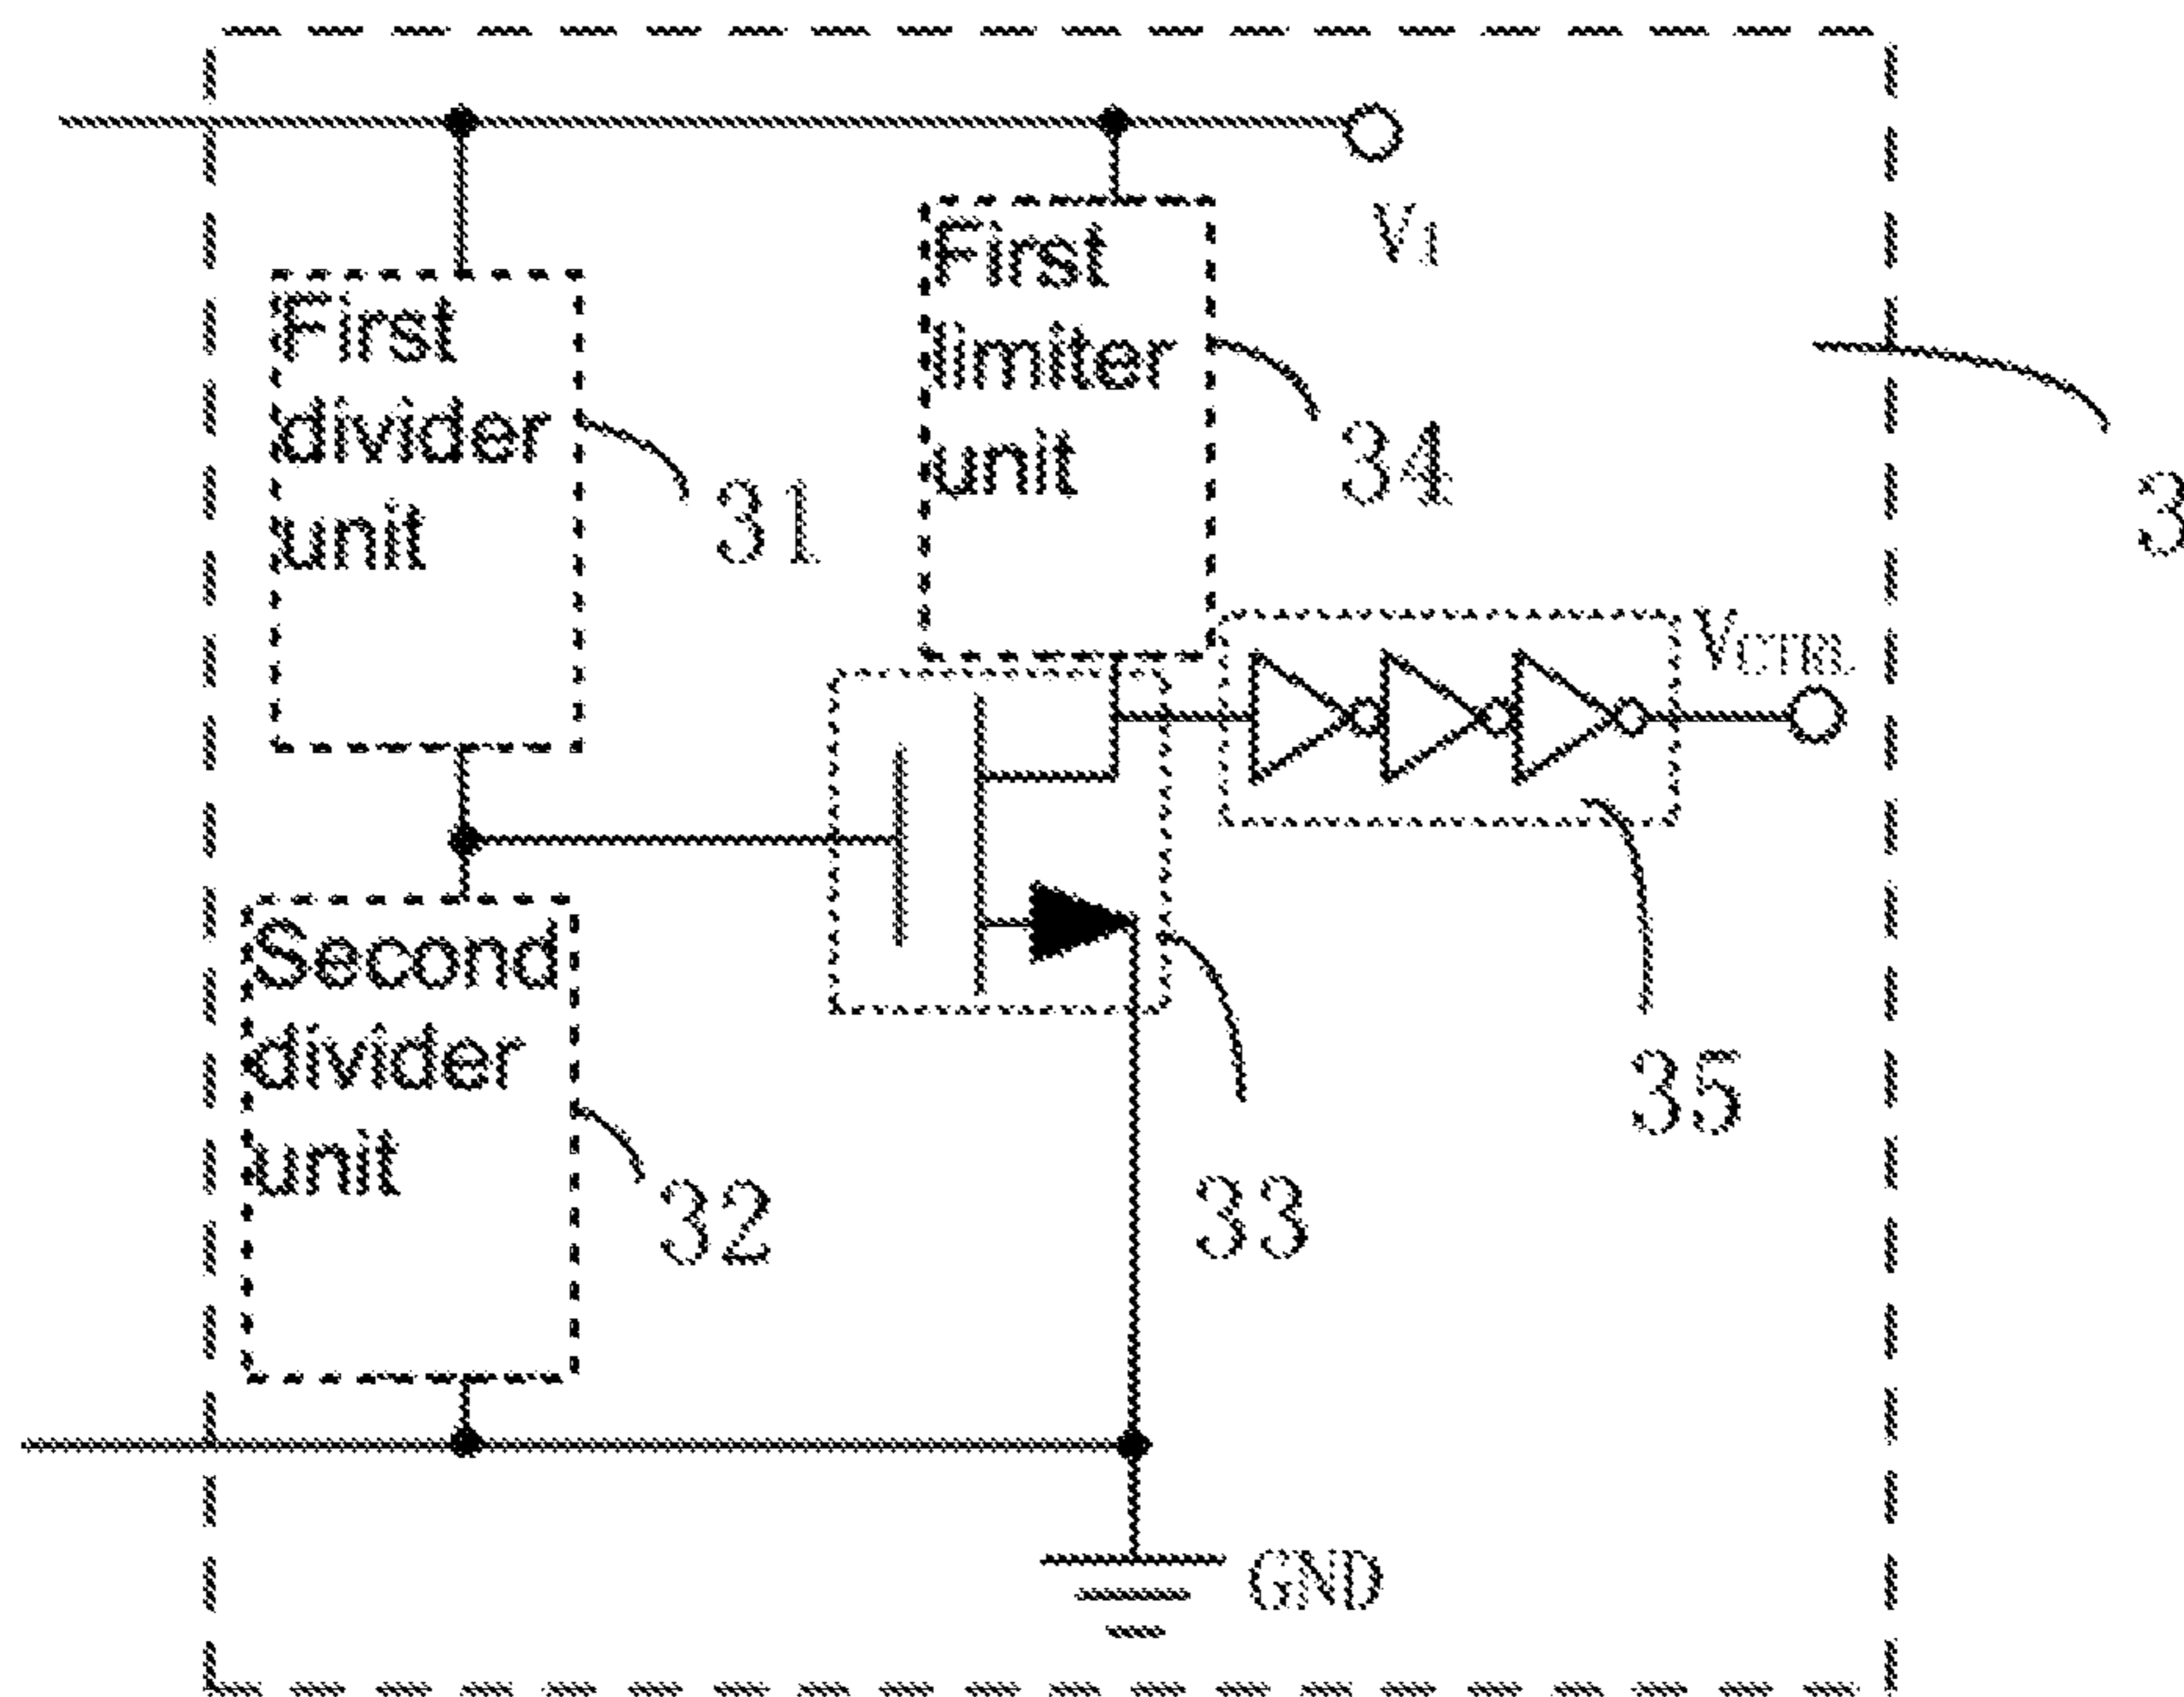 V1
First
limiter
unit
34
First
divider
unit
31
3
VCTRL
35
Second
divider
unit
32
33
GND